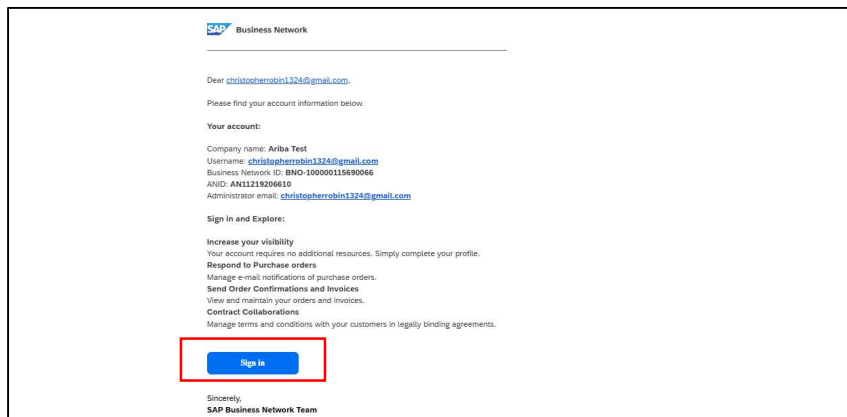 SAP Business Network
Dear christopherrobin1324@gmail.com,
Please find your account information below.
Your account:
Company name: Ariba Test
Username: christopherrobin1324@gmail.com
Business Network ID: BNO-100000115690066
ANID: AN11219206610
Administrator email: christopherrobin1324@gmail.com
Sign in and Explore:
Increase your visibility
Your account requires no additional resources. Simply complete your profile.
Respond to Purchase orders
Manage e-mail notifications of purchase orders.
Send Order Confirmations and Invoices
View and maintain your orders and invoices.
Contract Collaborations
Manage terms and conditions with your customers in legally binding agreements.
Sign in
Sincerely,
SAP Business Network Team